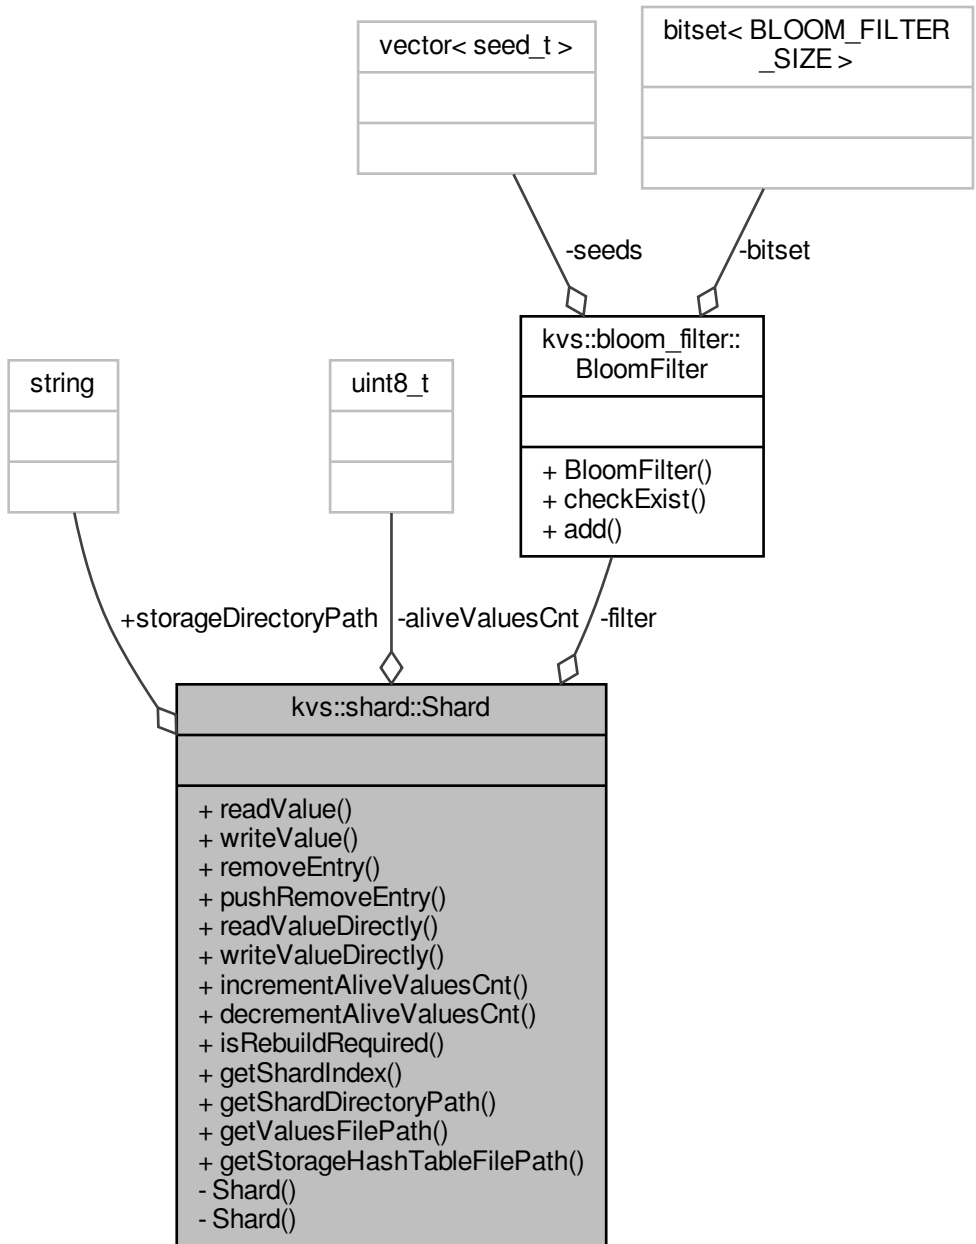 vector< seed_t >
bitset< BLOOM_FILTER
_SIZE >
-seeds
-bitset
kvs::bloom_filter::
BloomFilter
+ BloomFilter()
+ checkExist()
+ add()
string
uint8_t
+storageDirectoryPath
-aliveValuesCnt
-filter
kvs::shard::Shard
+ readValue()
+ writeValue()
+ removeEntry()
+ pushRemoveEntry()
+ readValueDirectly()
+ writeValueDirectly()
+ incrementAliveValuesCnt()
+ decrementAliveValuesCnt()
+ isRebuildRequired()
+ getShardIndex()
+ getShardDirectoryPath()
+ getValuesFilePath()
+ getStorageHashTableFilePath()
- Shard()
- Shard()